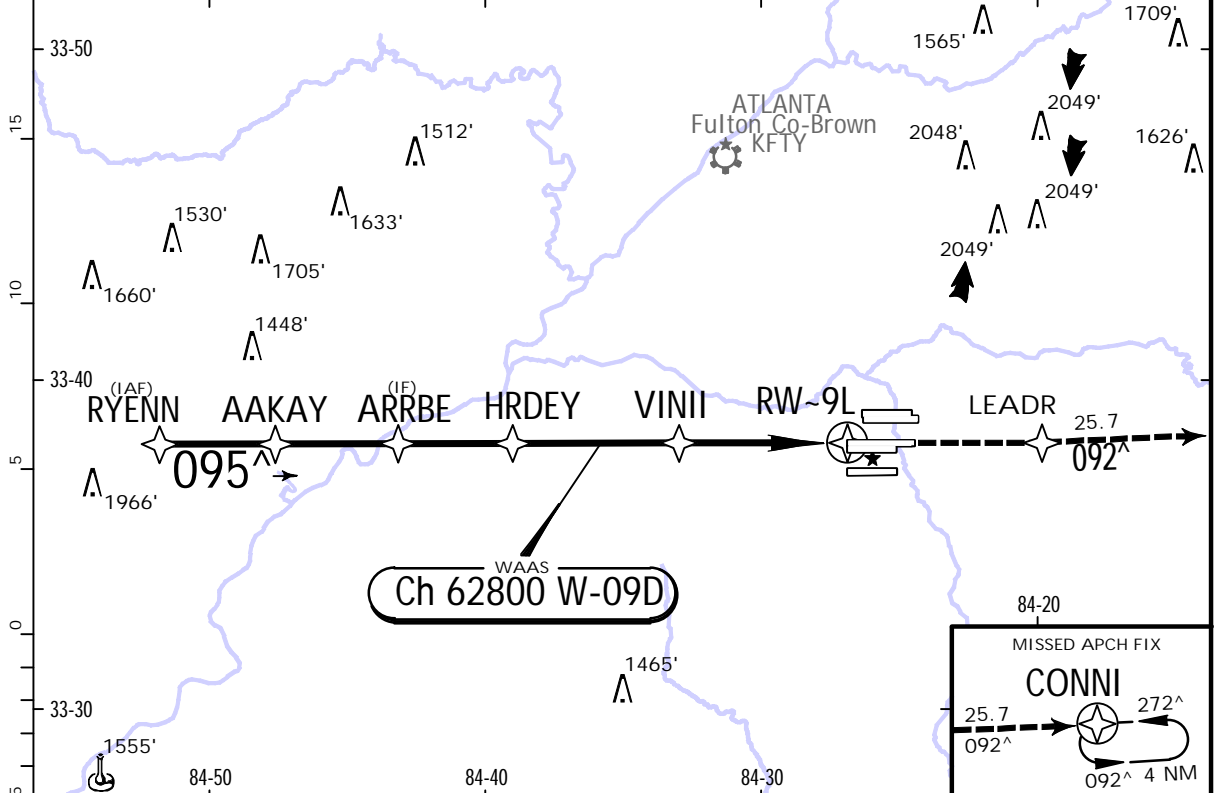 1709'
1565'
33-50
2049'
ATLANTA
Fulton Co-Brown
KFTY
15
1512'
2048'
1626'
2049'
1530'
1633'
2049'
1705'
1660'
10
1448'
33-40
(IAF)
RYENN
AAKAY
(IF)
ARRBE
HRDEY
VINII
RW~9L
LEADR
25.7
092^
095^
5
1966'
WAAS
Ch 62800 W-09D
84-20
0
MISSED APCH FIX
CONNI
1465'
272^
25.7
092^
33-30
1555'
092^ 4 NM
84-50
84-40
84-30